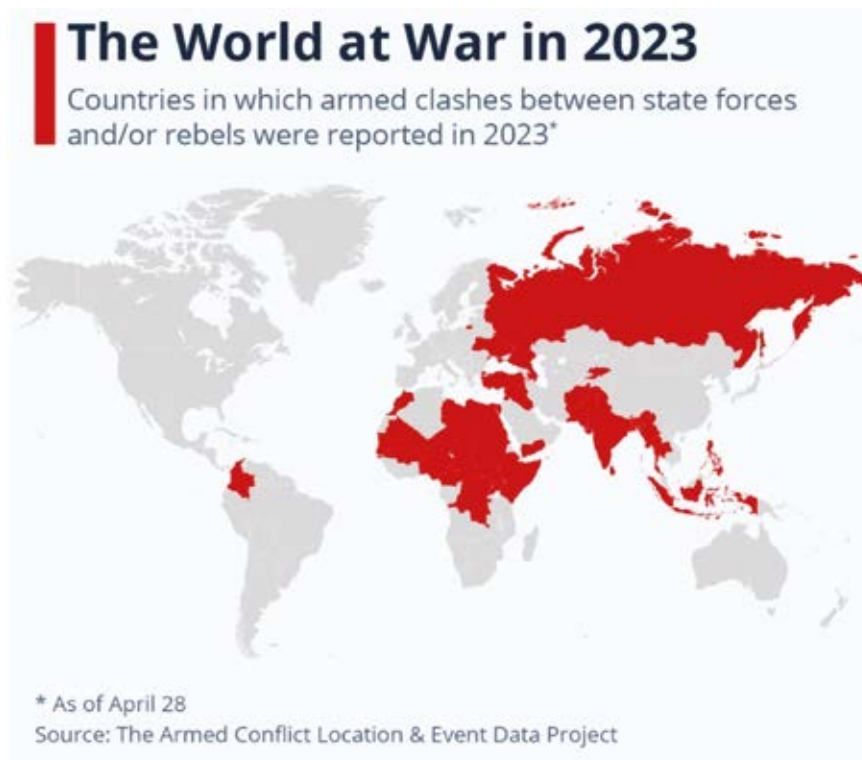 The World at War in 2023
Countries in which armed clashes between state forces
and/or rebels were reported in 2023*
* As of April 28
Source: The Armed Conflict Location & Event Data Project